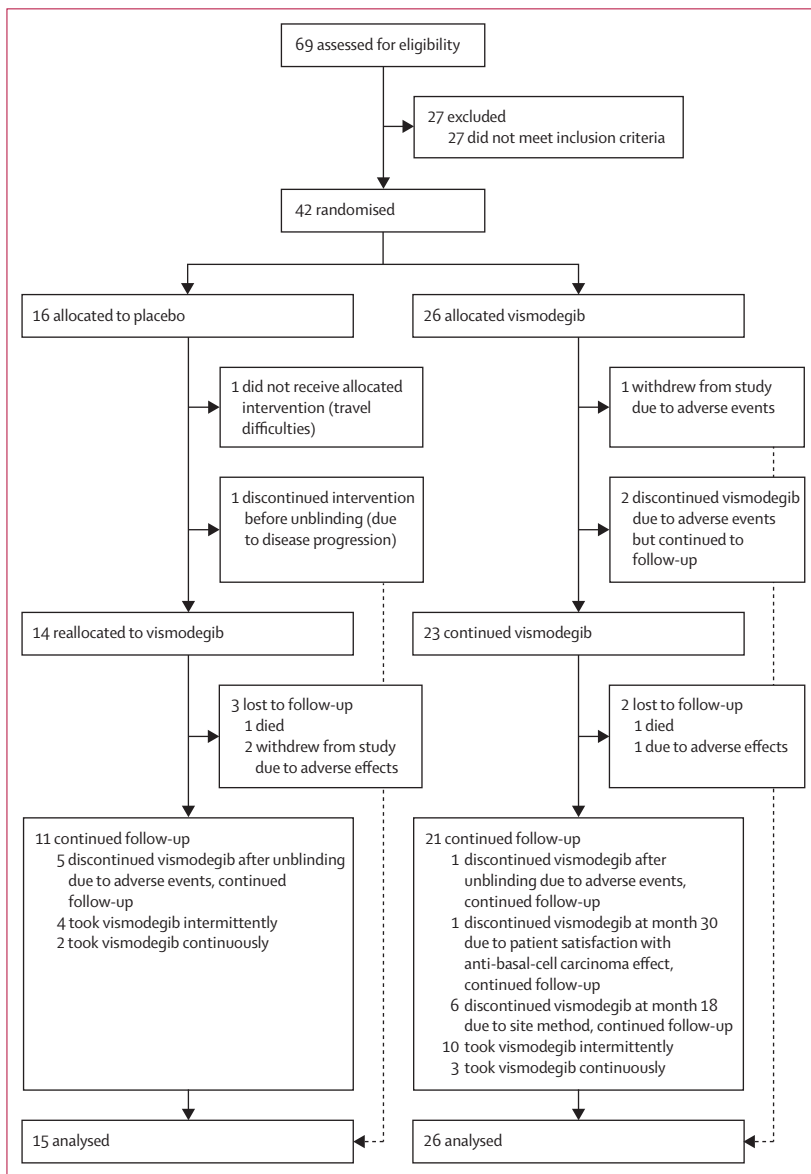 69 assessed for eligibility
27 excluded
27 did not meet inclusion criteria
42 randomised
16 allocated to placebo
26 allocated vismodegib
1 did not receive allocated
intervention (travel
difficulties)
1 withdrew from study
due to adverse events
1 discontinued intervention
before unblinding (due
to disease progression)
2 discontinued vismodegib
due to adverse events
but continued to
follow-up
14 reallocated to vismodegib
23 continued vismodegib
3 lost to follow-up
1 died
2 withdrew from study
due to adverse effects
2 lost to follow-up
1 died
1 due to adverse effects
11 continued follow-up
5 discontinued vismodegib after unblinding
due to adverse events, continued
follow-up
4 took vismodegib intermittently
2 took vismodegib continuously
21 continued follow-up
1 discontinued vismodegib after
unblinding due to adverse events,
continued follow-up
1 discontinued vismodegib at month 30
due to patient satisfaction with
anti-basal-cell carcinoma effect,
continued follow-up
6 discontinued vismodegib at month 18
due to site method, continued follow-up
10 took vismodegib intermittently
3 took vismodegib continuously
15 analysed
26 analysed